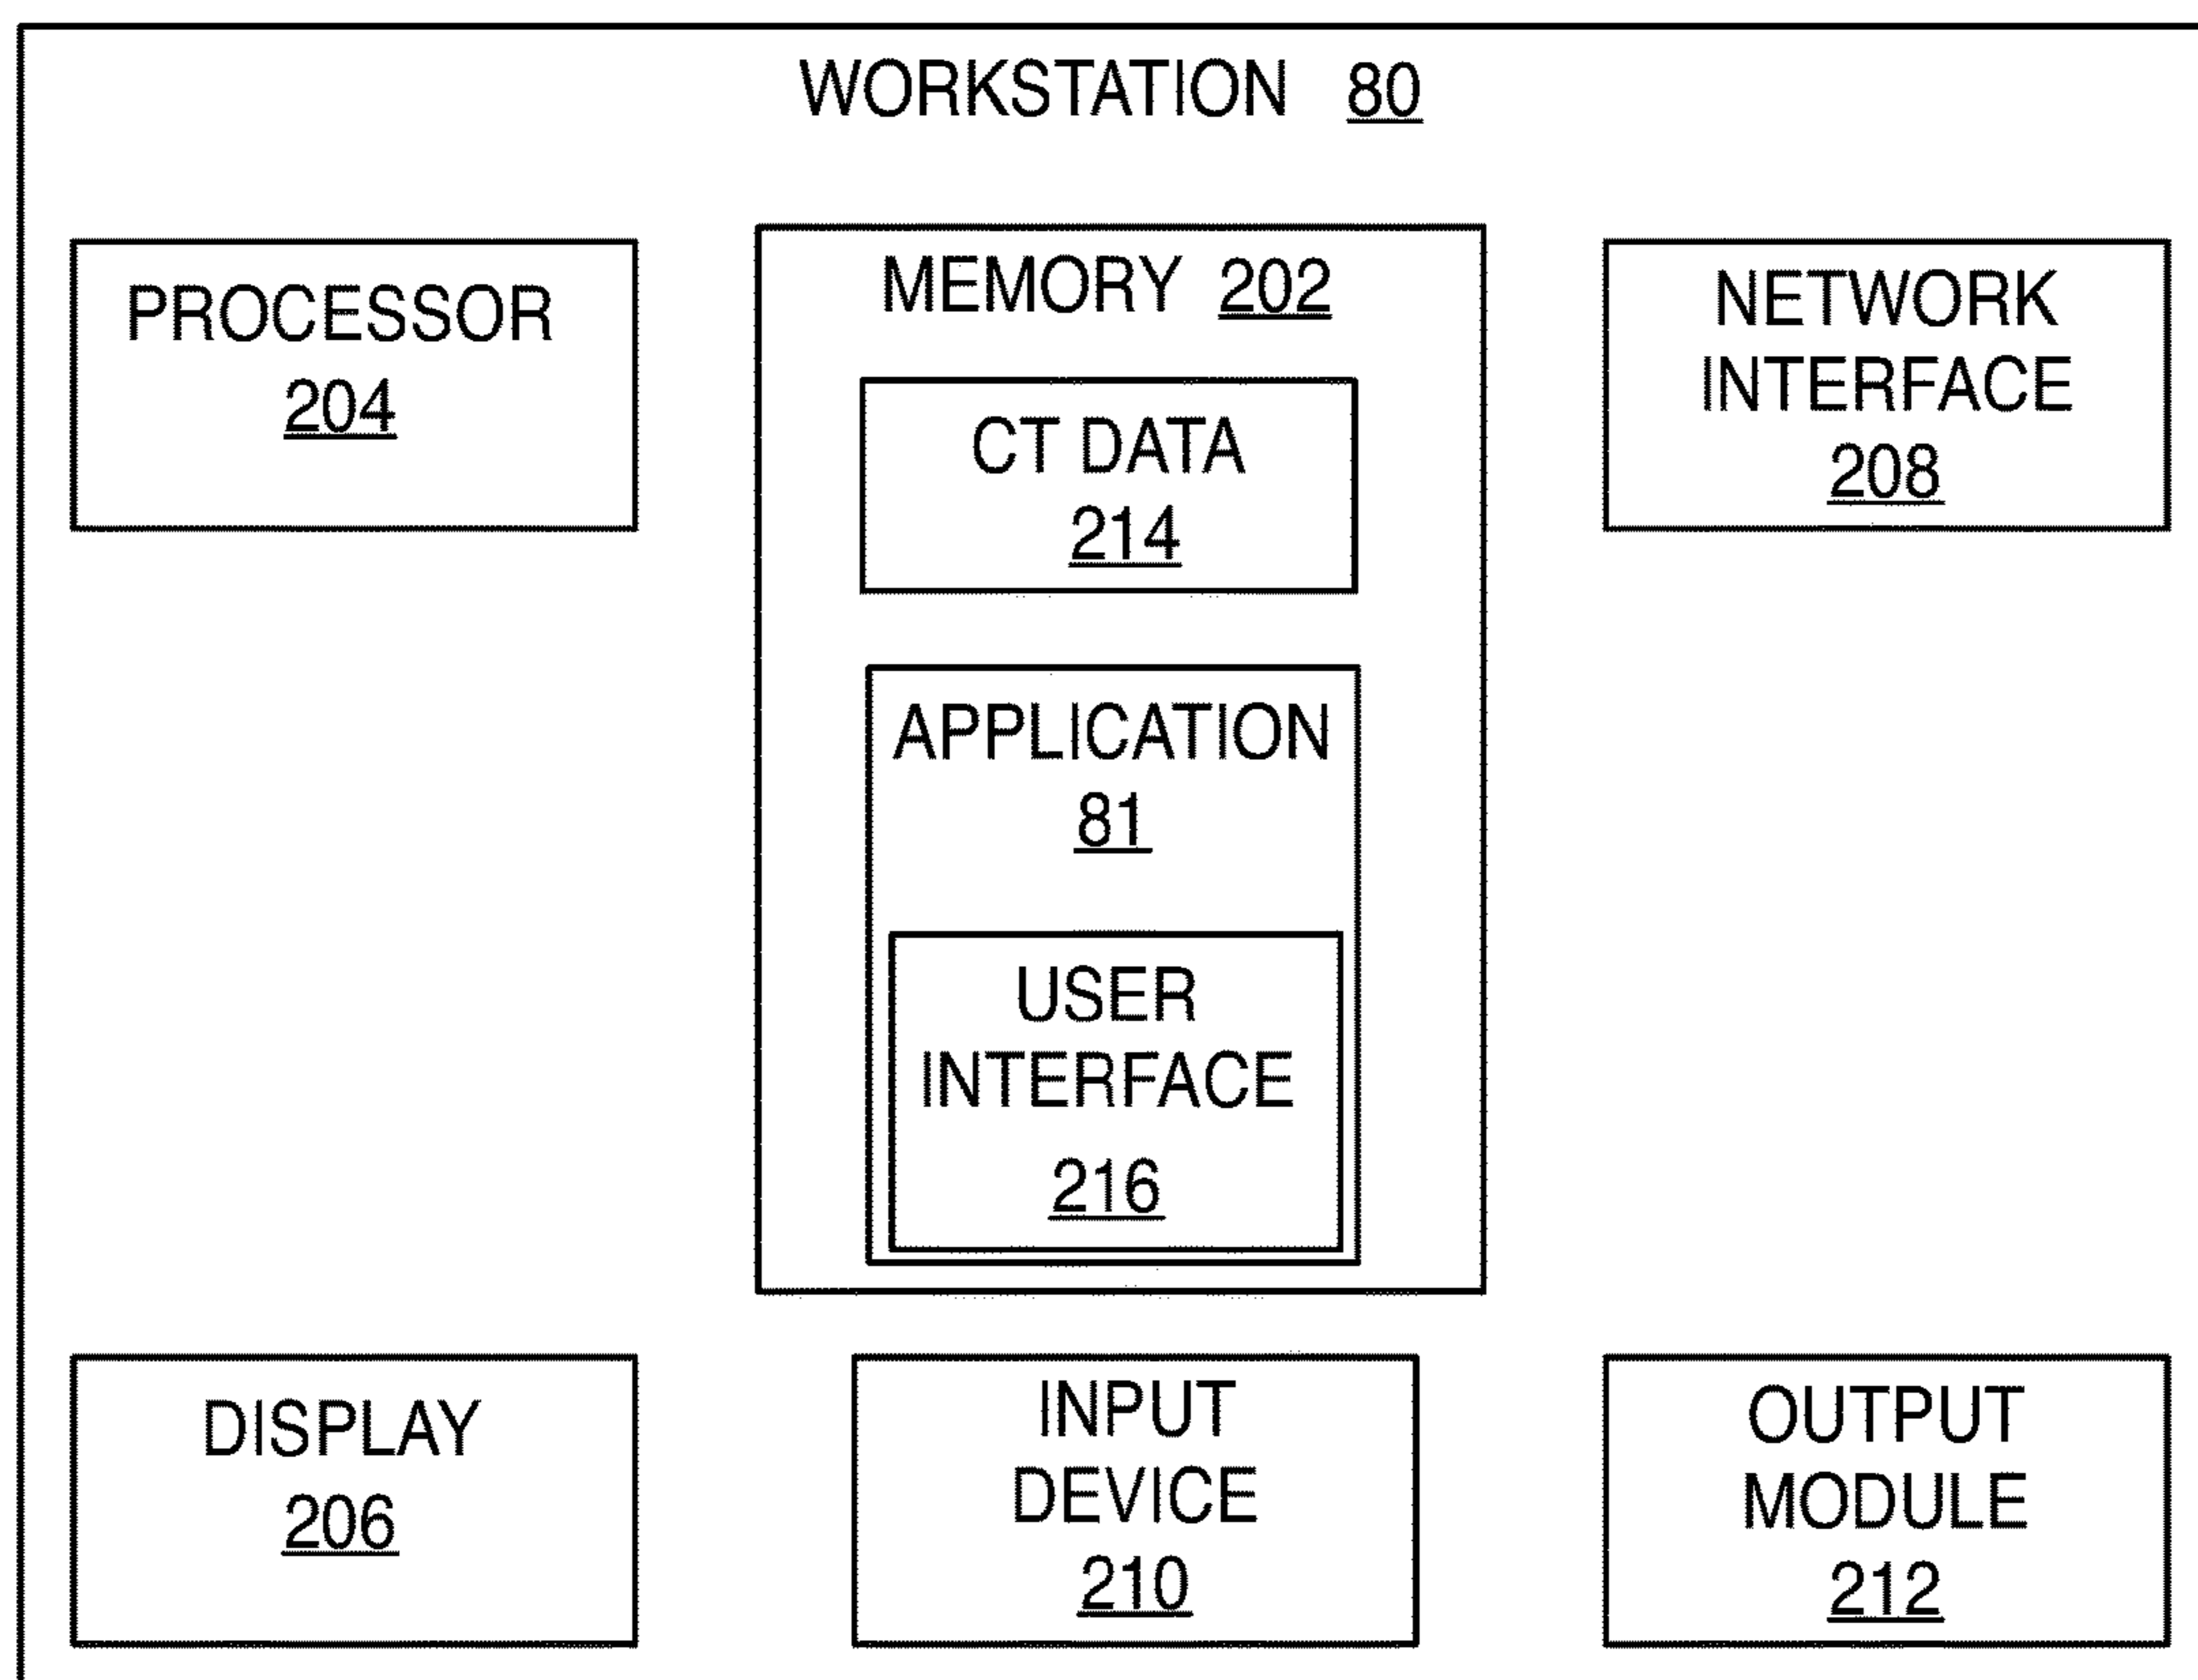 WORKSTATION 80
PROCESSOR
204
MEMORY 202
CT DATA
214
APPLICATION
81
USER
INTERFACE
216
NETWORK
INTERFACE
208
DISPLAY
206
INPUT
DEVICE
210
OUTPUT
MODULE
212